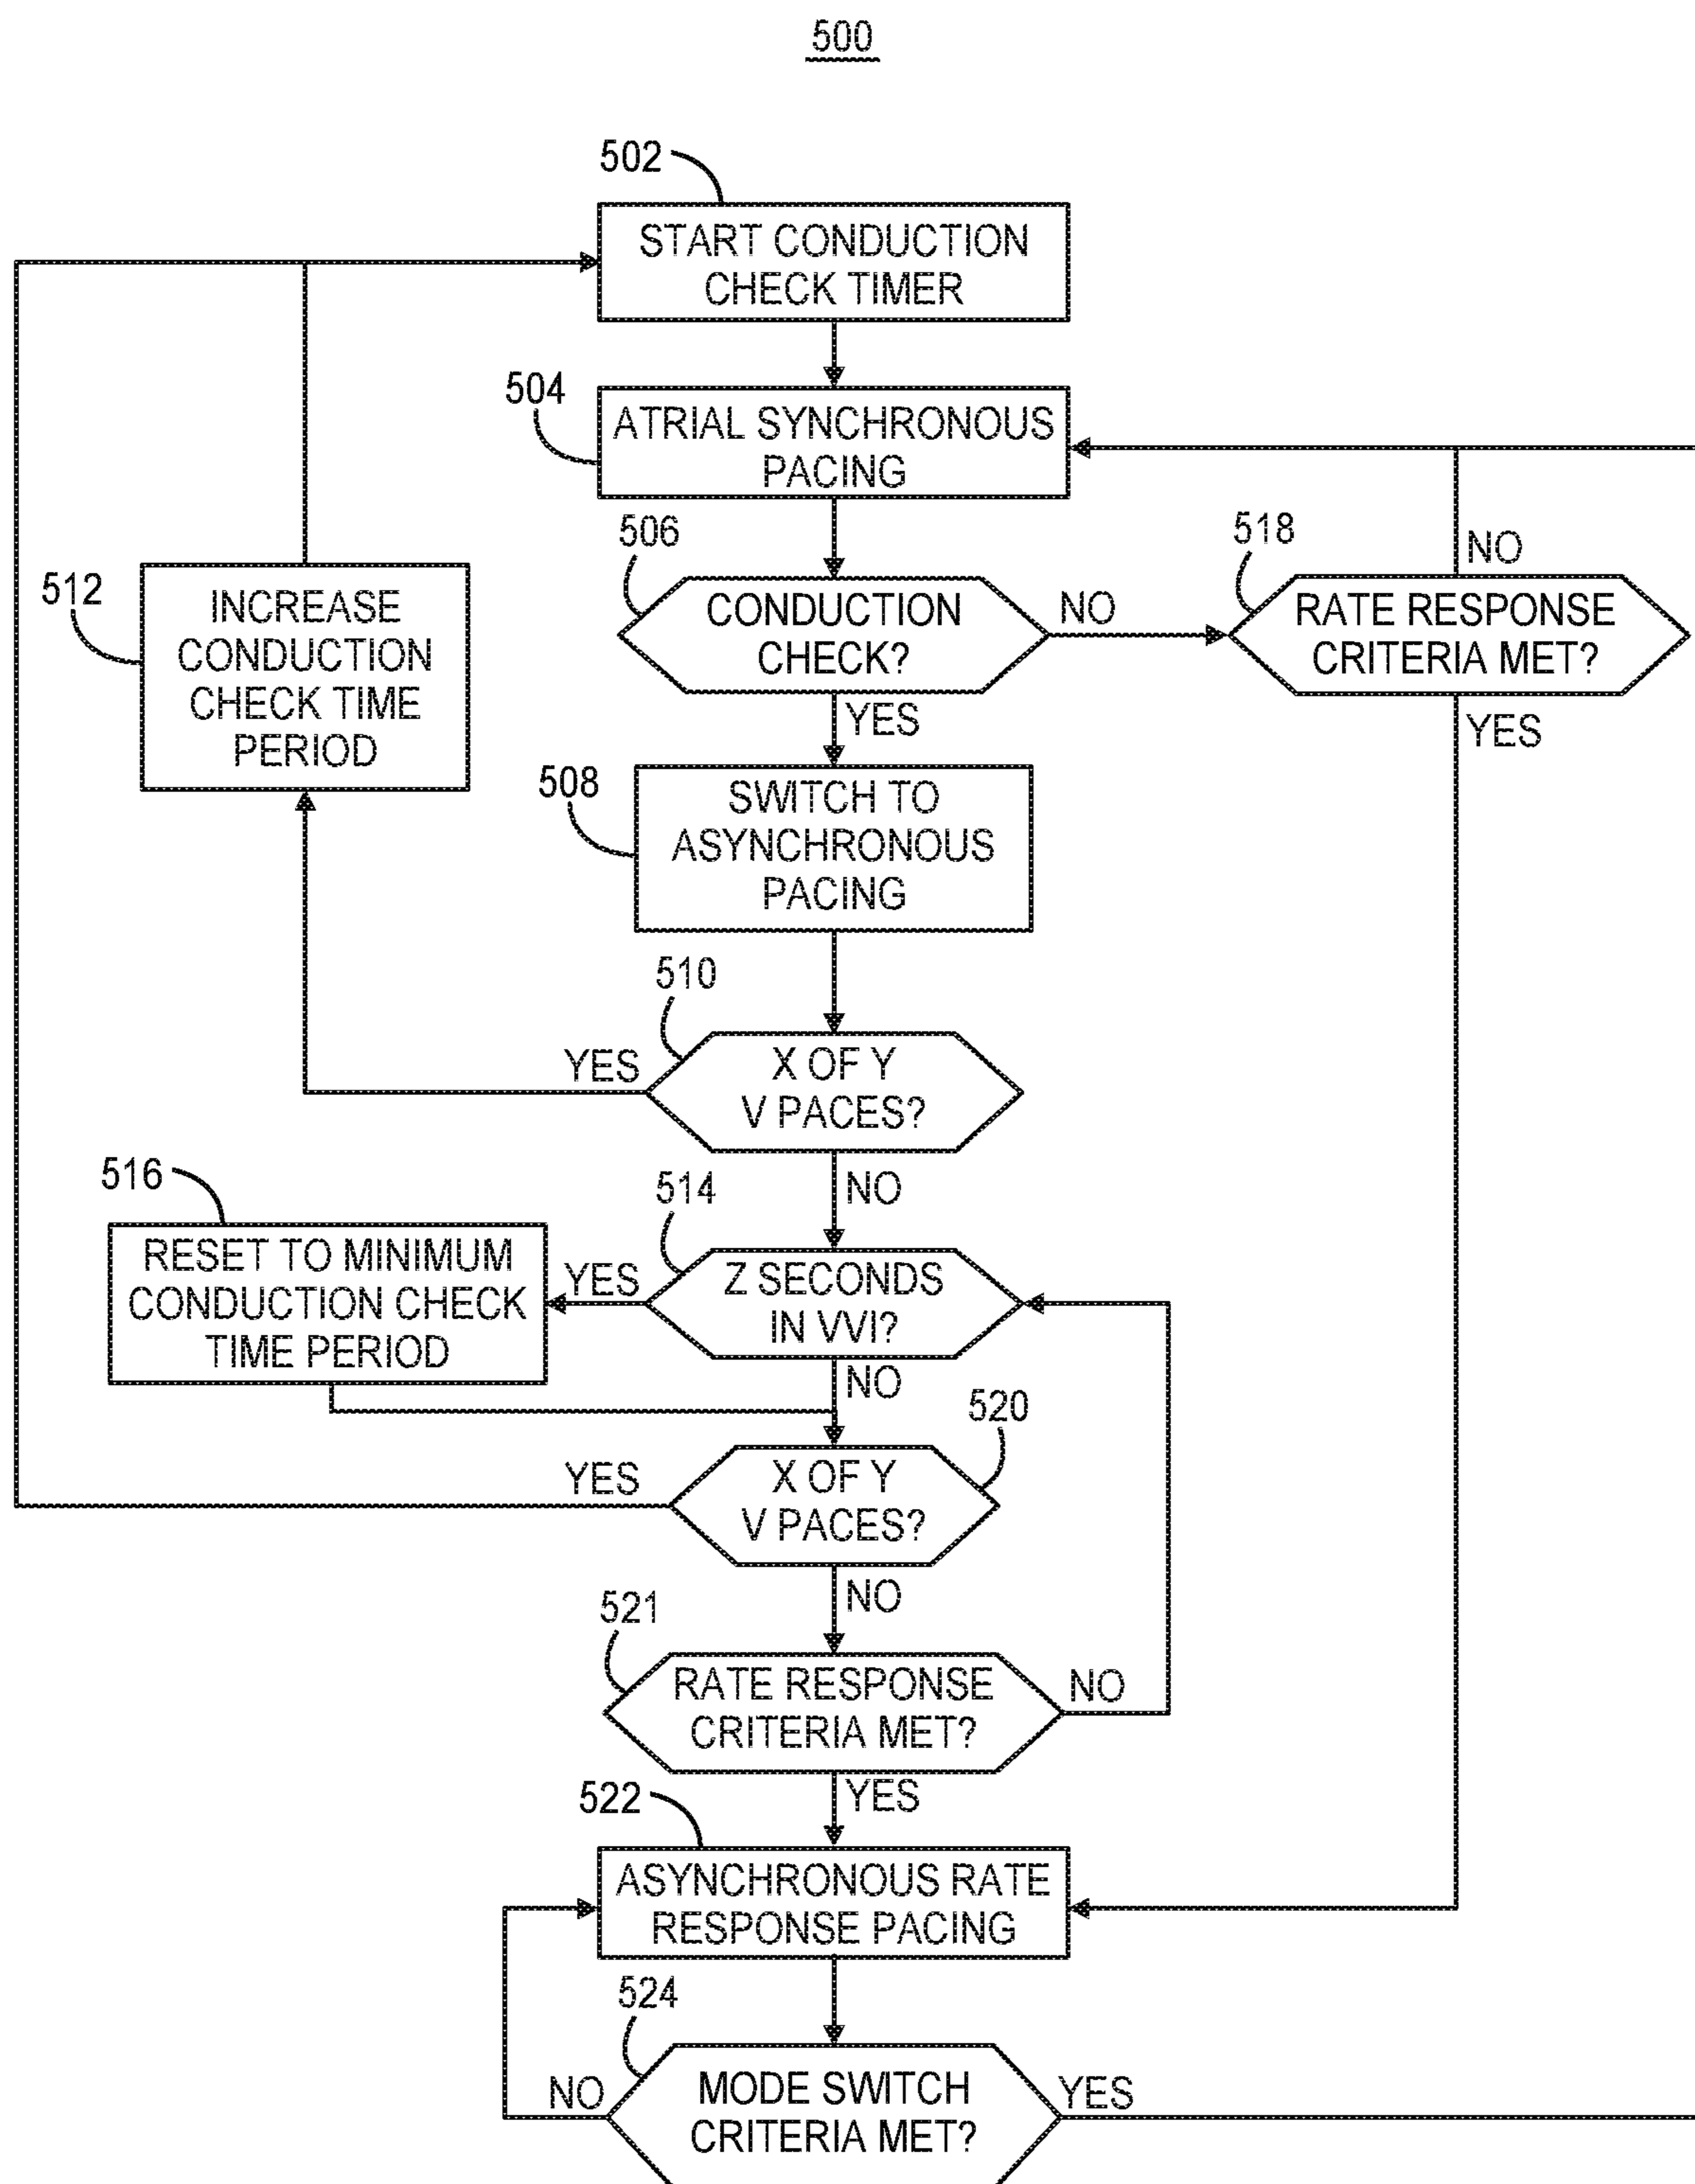 500
502
START CONDUCTION
CHECK TIMER
504
ATRIAL SYNCHRONOUS
PACING
506
CONDUCTION
CHECK?
NO
518
NO
RATE RESPONSE
CRITERIA MET?
YES
512
INCREASE
CONDUCTION
CHECK TIME
PERIOD
YES
508
SWITCH TO
ASYNCHRONOUS
PACING
510
YES
X OF Y
V PACES?
NO
516
RESET TO MINIMUM
CONDUCTION CHECK
TIME PERIOD
514
YES
Z SECONDS
IN VVI?
NO
520
YES
X OF Y
V PACES?
NO
521
RATE RESPONSE
CRITERIA MET?
NO
YES
522
ASYNCHRONOUS RATE
RESPONSE PACING
524
NO
MODE SWITCH
CRITERIA MET?
YES